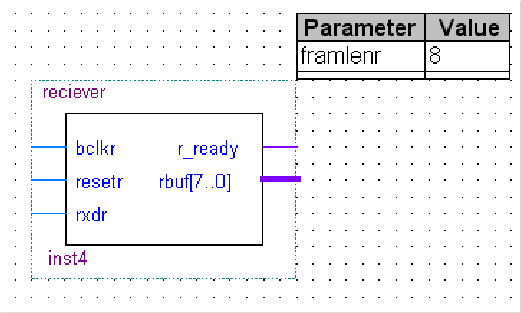 Parameter Value
framlenr 8
reciever
bclkr r_ready
resetr rbuf[7..0]
rxdr
inst4